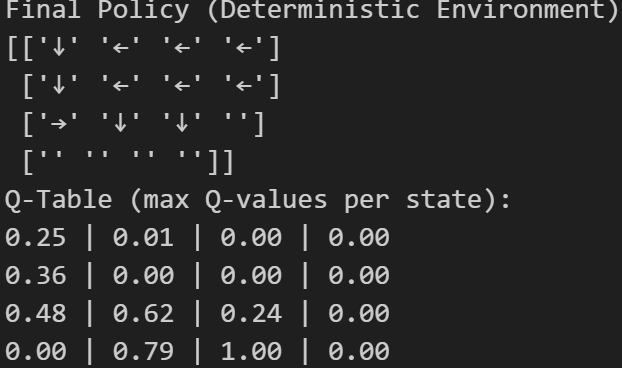 Final Policy (Deterministic Environment)
[['↓' '←' '←' '←']
 ['↓' '←' '←' '←']
 ['→' '↓' '↓' '']
 ['' '' '' '']]
Q-Table (max Q-values per state):
0.25 | 0.01 | 0.00 | 0.00
0.36 | 0.00 | 0.00 | 0.00
0.48 | 0.62 | 0.24 | 0.00
0.00 | 0.79 | 1.00 | 0.00